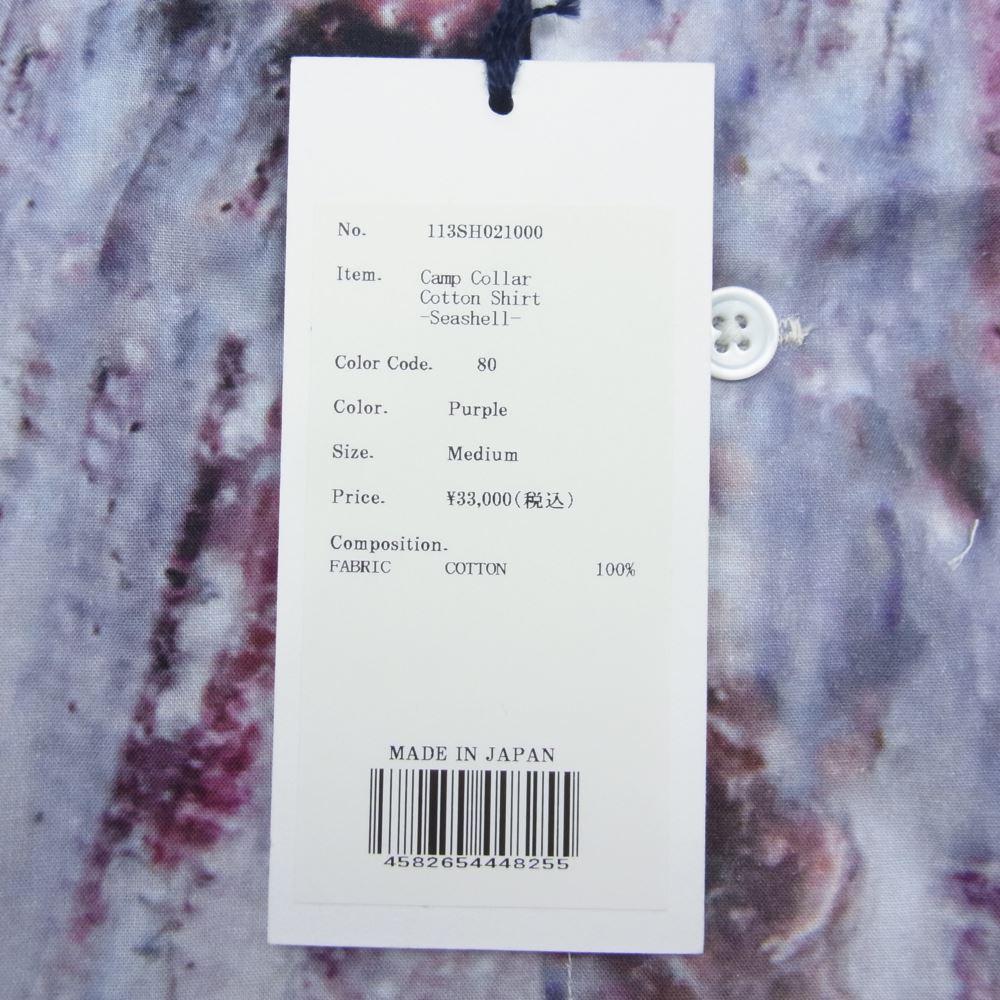 No. 113SH021000
Item. Camp Collar
Cotton Shirt
-Seashell-
Color Code. 80
Color. Purple
Size. Medium
Price. ¥33,000(税込)
Composition.
FABRIC COTTON 100%
MADE IN JAPAN
4582654448255